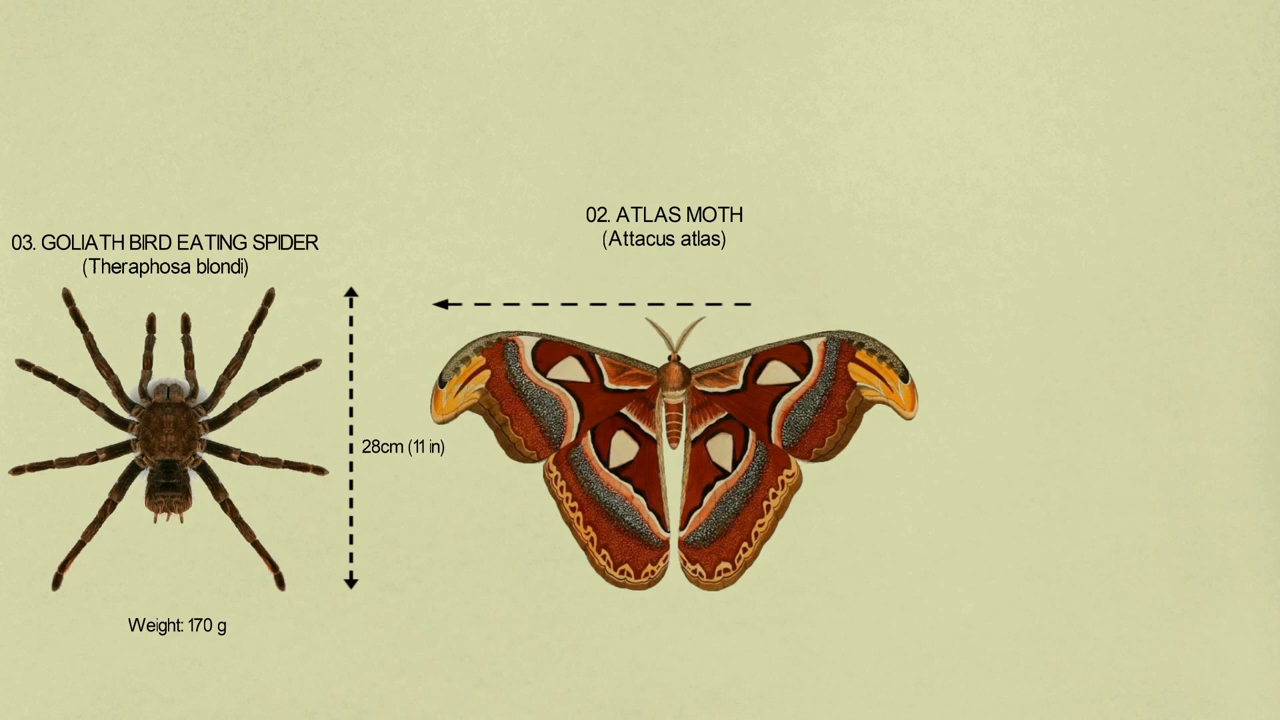 03. GOLIATH BIRD EATING SPIDER
(Theraphosa blondi)
28cm (11 in)
Weight: 170 g
02. ATLAS MOTH
(Attacus atlas)